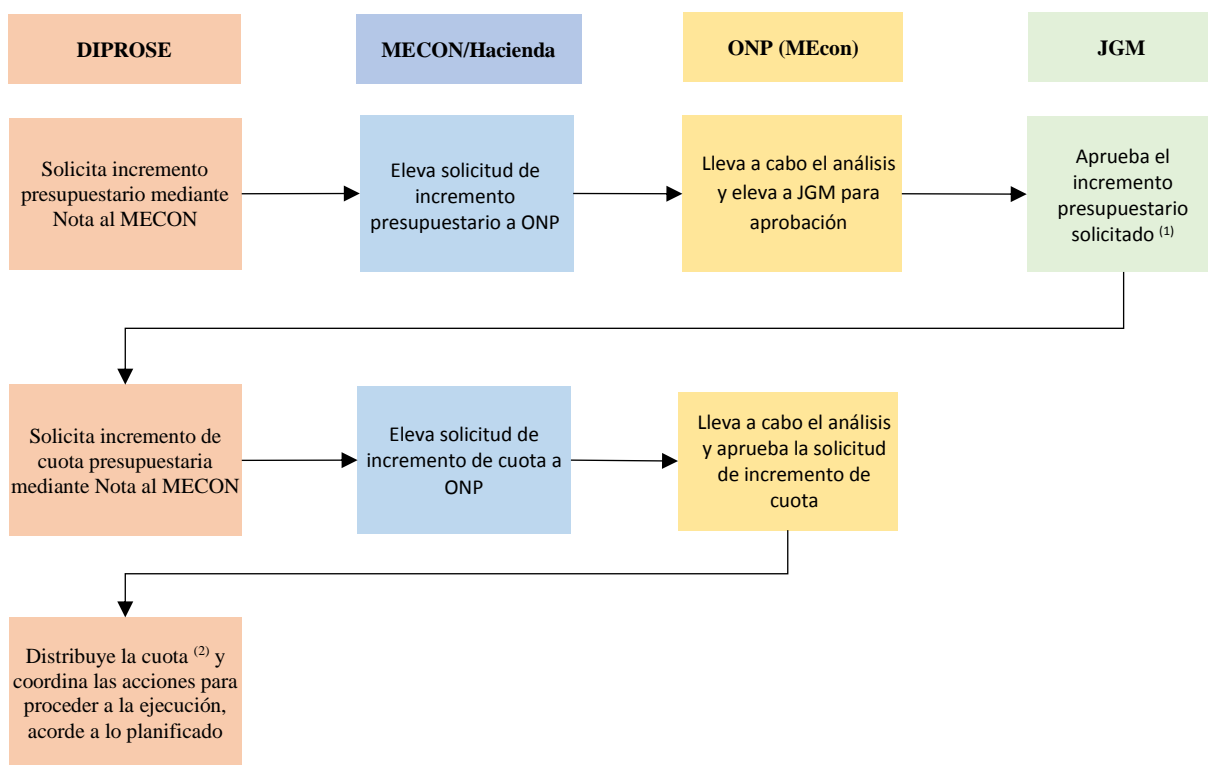 DIPROSE
MECON/Hacienda
ONP (MEcon)
JGM
Solicita incremento
presupuestario mediante
Nota al MECON
Eleva solicitud de
incremento
presupuestario a ONP
Lleva a cabo el análisis
y eleva a JGM para
aprobación
Aprueba el
incremento
presupuestario
solicitado (1)
Solicita incremento de
cuota presupuestaria
mediante Nota al MECON
Eleva solicitud de
incremento de cuota a
ONP
Lleva a cabo el análisis
y aprueba la solicitud
de incremento de
cuota
Distribuye la cuota (2) y
coordina las acciones para
proceder a la ejecución,
acorde a lo planificado